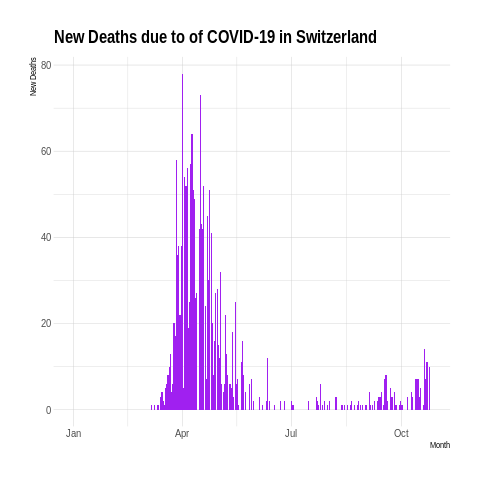 New Deaths due to of COVID-19 in Switzerland
New Deaths
80
60
40
20
0
Jan
Apr
Jul
Oct
Month